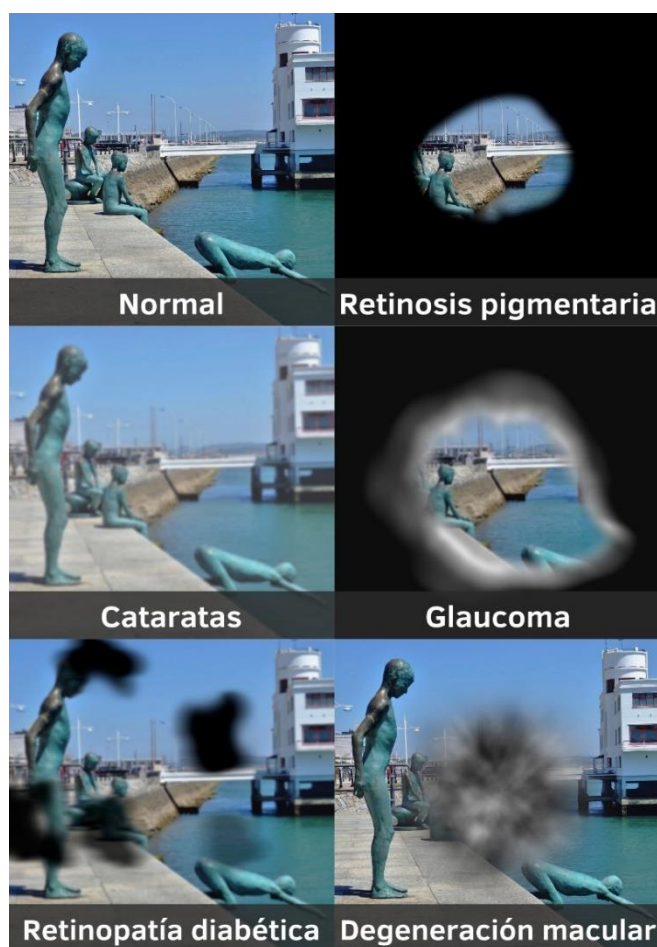 Normal
Retinosis pigmentaria
Cataratas
Glaucoma
Retinopatía diabética
Degeneración macular